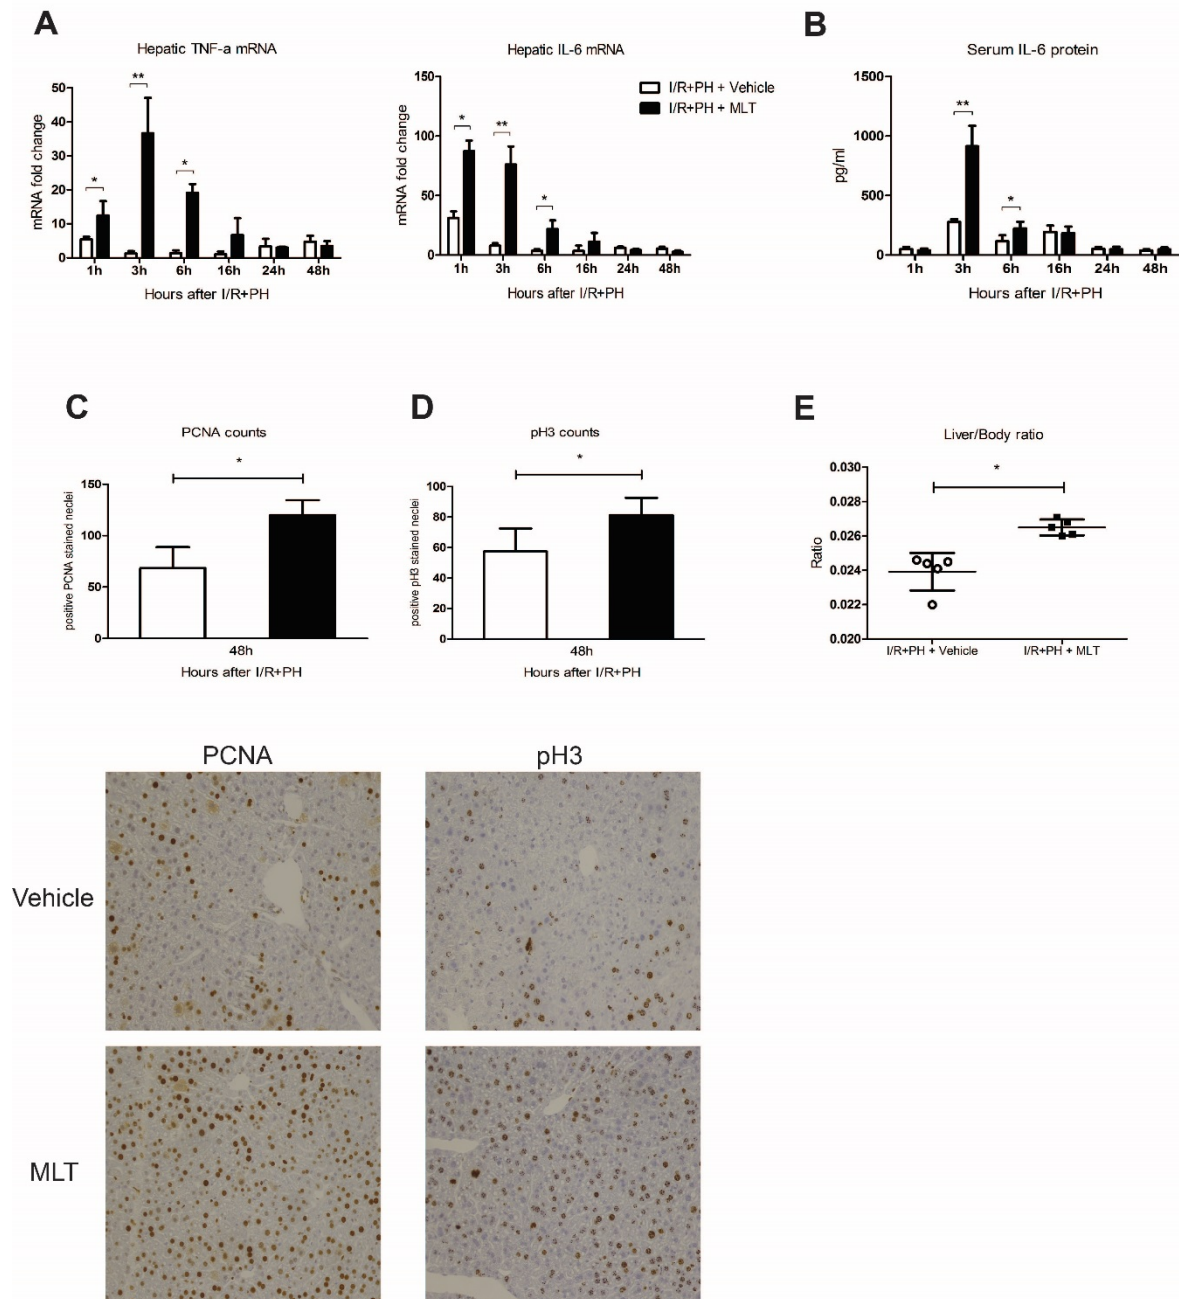 A
Hepatic TNF-a mRNA
mRNA fold change
50
40
30
20
10
0
*
**
*
1h 3h 6h 16h 24h 48h
Hours after I/R+PH
Hepatic IL-6 mRNA
mRNA fold change
150
100
50
0
*
**
*
1h 3h 6h 16h 24h 48h
Hours after I/R+PH
I/R+PH + Vehicle
I/R+PH + MLT
B
Serum IL-6 protein
pg/ml
1500
1000
500
0
**
*
1h 3h 6h 16h 24h 48h
Hours after I/R+PH
C
PCNA counts
positive PCNA stained neclei
150
100
50
0
*
48h
Hours after I/R+PH
D
pH3 counts
positive pH3 stained neclei
100
80
60
40
20
0
*
48h
Hours after I/R+PH
E
Liver/Body ratio
Ratio
0.030
0.028
0.026
0.024
0.022
0.020
*
I/R+PH + Vehicle I/R+PH + MLT
PCNA pH3
Vehicle
MLT